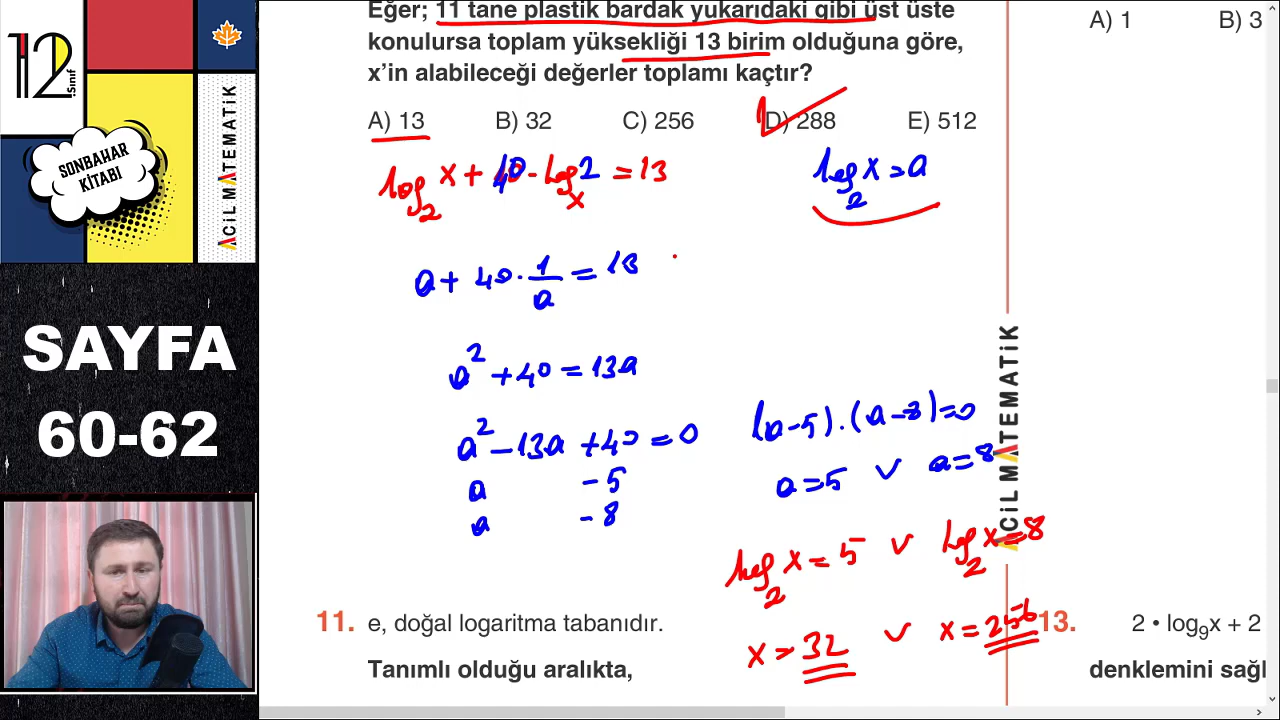 12.Sınıf
SONBAHAR
KİTABI
ACİLMATEMATİK
SAYFA
60-62
Eğer; 11 tane plastik bardak yukarıdaki gibi üst üste
konulursa toplam yüksekliği 13 birim olduğuna göre,
x'in alabileceği değerler toplamı kaçtır?
A) 13 B) 32 C) 256 D) 288 E) 512
log₂ x + 40 · logₓ 2 = 13
log₂ x = a
a + 40 · 1/a = 13
a² + 40 = 13a
a² - 13a + 40 = 0
a - 5
a - 8
(a-5).(a-8)=0
a=5 v a=8
log₂ x = 5 v log₂ x = 8
x = 32 v x = 256
11. e, doğal logaritma tabanıdır.
Tanımlı olduğu aralıkta,
ACİLMATEMATİK
A) 1 B) 3
13. 2 • log₉x + 2
denklemini sağl